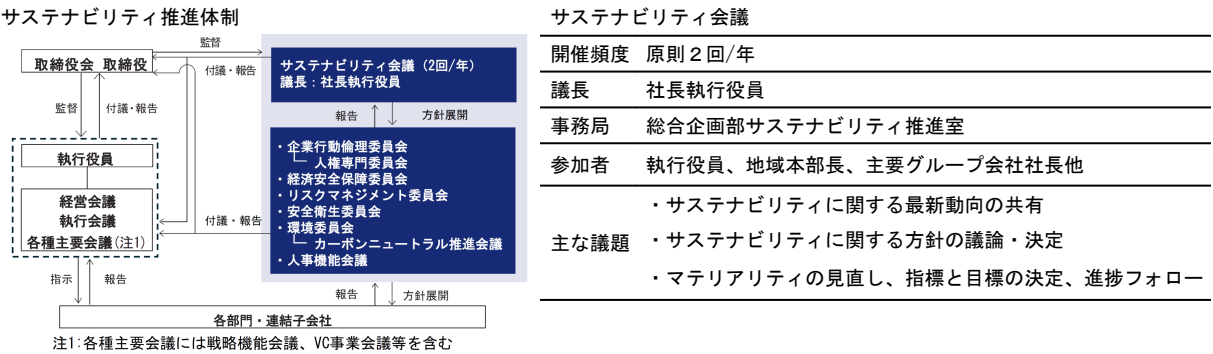 サステナビリティ推進体制
監督
取締役会 取締役
付議・報告
サステナビリティ会議（2回/年）
議長：社長執行役員
監督
付議・報告
報告
方針展開
執行役員
経営会議
執行会議
各種主要会議(注1)
付議・報告
・企業行動倫理委員会
└─ 人権専門委員会
・経済安全保障委員会
・リスクマネジメント委員会
・安全衛生委員会
・環境委員会
└─ カーボンニュートラル推進会議
・人事機能会議
指示
報告
報告
方針展開
各部門・連結子会社
注1:各種主要会議には戦略機能会議、VC事業会議等を含む
サステナビリティ会議
開催頻度 原則２回/年
議長 社長執行役員
事務局 総合企画部サステナビリティ推進室
参加者 執行役員、地域本部長、主要グループ会社社長他
主な議題
・サステナビリティに関する最新動向の共有
・サステナビリティに関する方針の議論・決定
・マテリアリティの見直し、指標と目標の決定、進捗フォロー